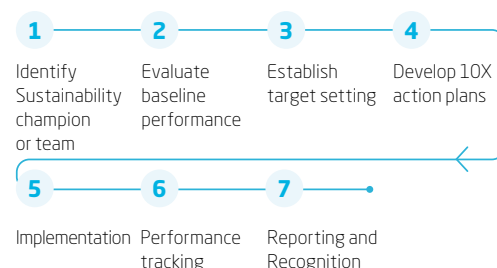 1 2 3 4
Identify Evaluate Establish Develop 10X
Sustainability baseline target setting action plans
champion performance
or team
5 6 7
Implementation Performance Reporting and
tracking Recognition